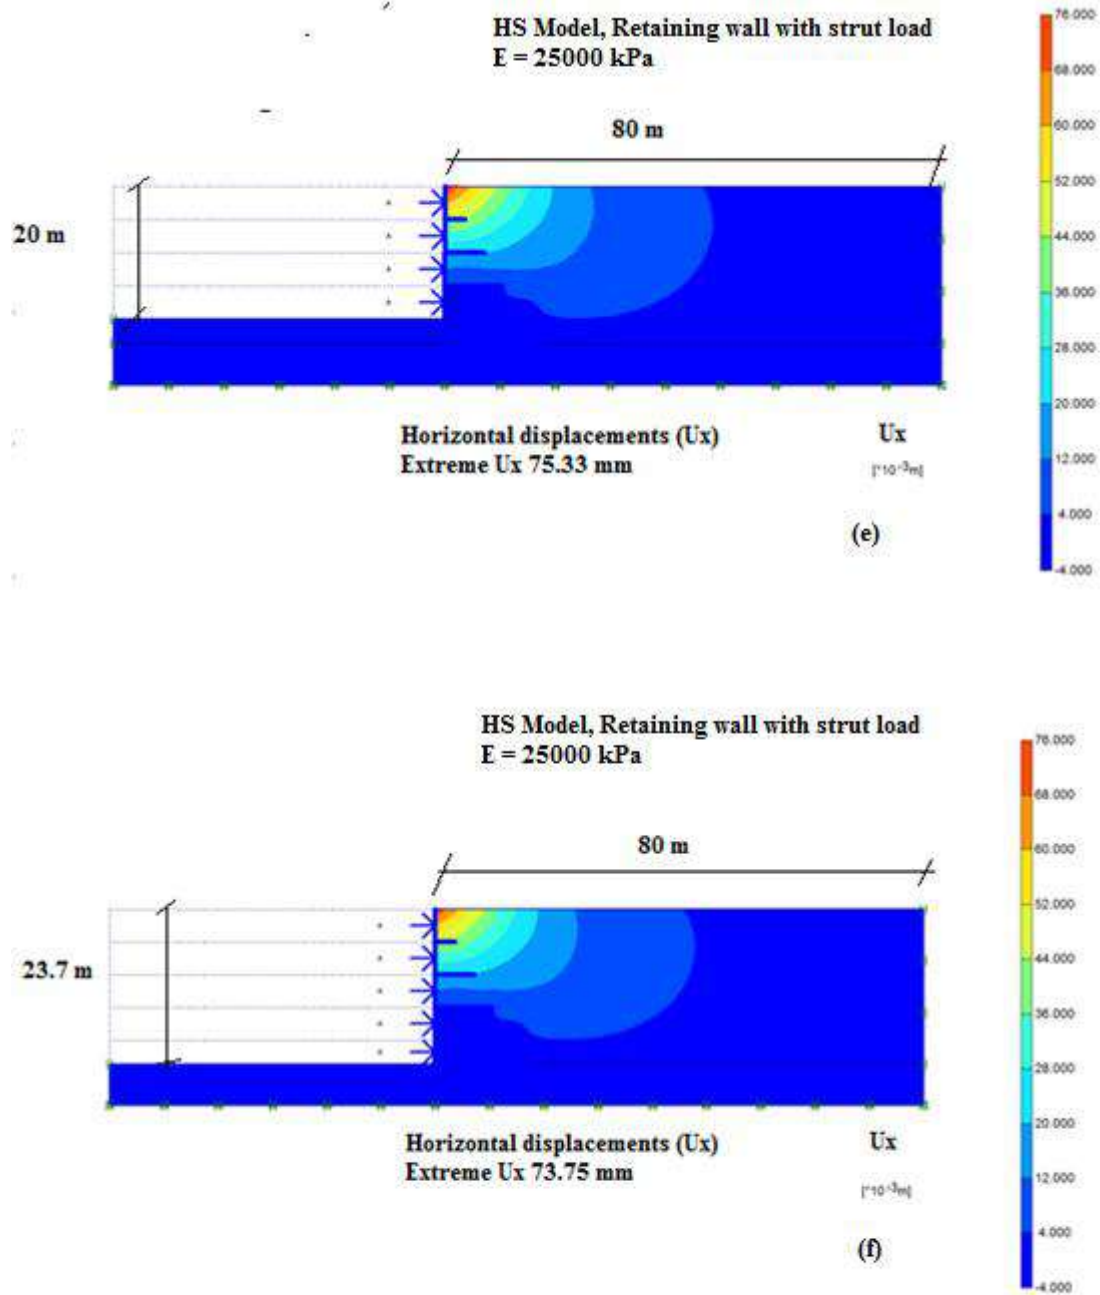 HS Model, Retaining wall with strut load
E = 25000 kPa
76.000
68.000
60.000
52.000
44.000
36.000
28.000
20.000
12.000
4.000
-4.000
80 m
20 m
Horizontal displacements (Ux)
Extreme Ux 75.33 mm
Ux
[*10⁻³m]
(e)
HS Model, Retaining wall with strut load
E = 25000 kPa
76.000
68.000
60.000
52.000
44.000
36.000
28.000
20.000
12.000
4.000
-4.000
80 m
23.7 m
Horizontal displacements (Ux)
Extreme Ux 73.75 mm
Ux
[*10⁻³m]
(f)